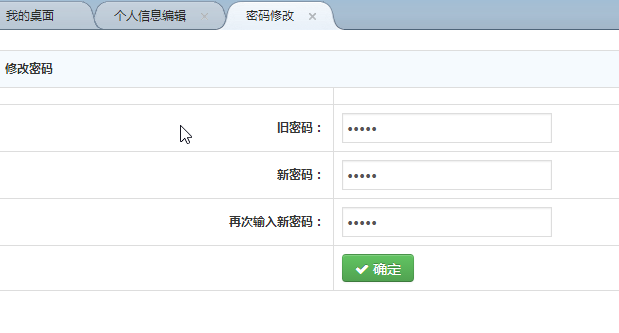 我的桌面 个人信息编辑 密码修改
修改密码
旧密码：
•••••
新密码：
•••••
再次输入新密码：
•••••
确定